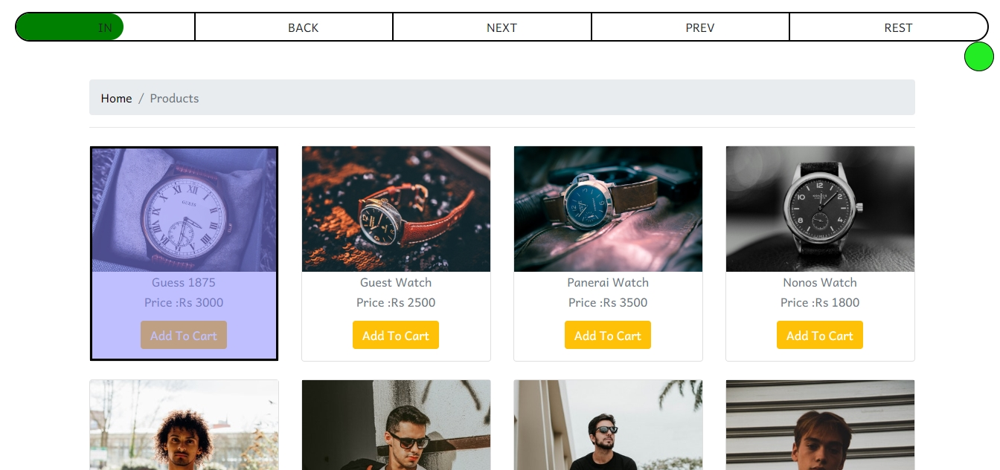 IN BACK NEXT PREV REST
Home / Products
GUESS
Guess 1875 Guest Watch Panerai Watch Nonos Watch
Price :Rs 3000 Price :Rs 2500 Price :Rs 3500 Price :Rs 1800
Add To Cart Add To Cart Add To Cart Add To Cart